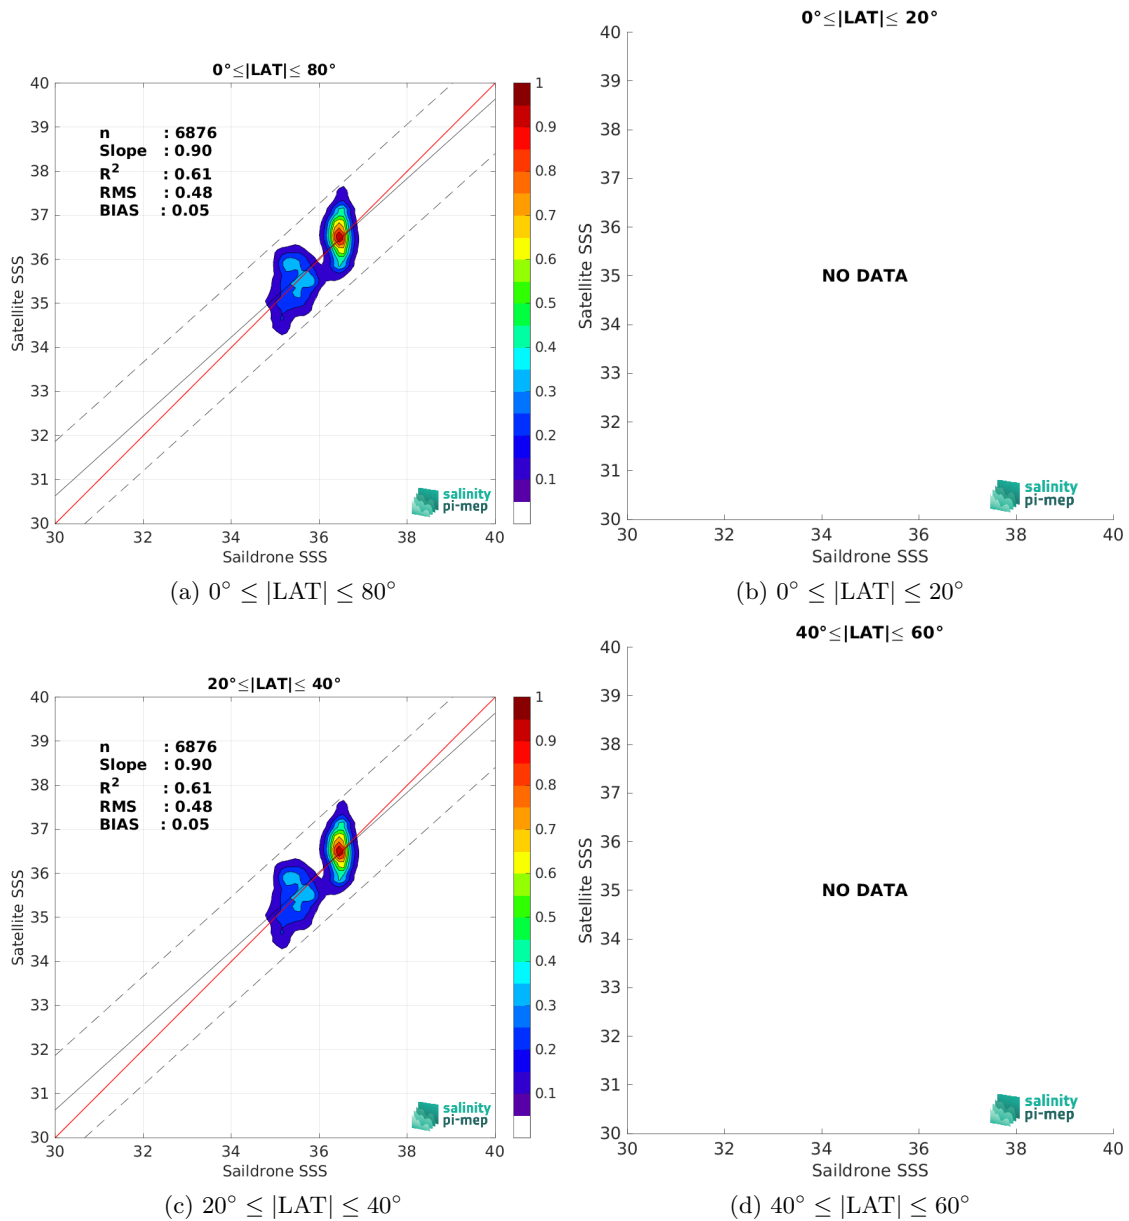 0°≤|LAT|≤ 80°
40
39
38
37
36
35
34
33
32
31
30
n : 6876
Slope : 0.90
R² : 0.61
RMS : 0.48
BIAS : 0.05
Satellite SSS
30 32 34 36 38 40
Saildrone SSS
salinity
pi-mep
1
0.9
0.8
0.7
0.6
0.5
0.4
0.3
0.2
0.1
(a) 0° ≤ |LAT| ≤ 80°
0°≤|LAT|≤ 20°
40
39
38
37
36
35
34
33
32
31
30
Satellite SSS
NO DATA
salinity
pi-mep
30 32 34 36 38 40
Saildrone SSS
(b) 0° ≤ |LAT| ≤ 20°
20°≤|LAT|≤ 40°
40
39
38
37
36
35
34
33
32
31
30
n : 6876
Slope : 0.90
R² : 0.61
RMS : 0.48
BIAS : 0.05
Satellite SSS
30 32 34 36 38 40
Saildrone SSS
salinity
pi-mep
1
0.9
0.8
0.7
0.6
0.5
0.4
0.3
0.2
0.1
(c) 20° ≤ |LAT| ≤ 40°
40°≤|LAT|≤ 60°
40
39
38
37
36
35
34
33
32
31
30
Satellite SSS
NO DATA
salinity
pi-mep
30 32 34 36 38 40
Saildrone SSS
(d) 40° ≤ |LAT| ≤ 60°